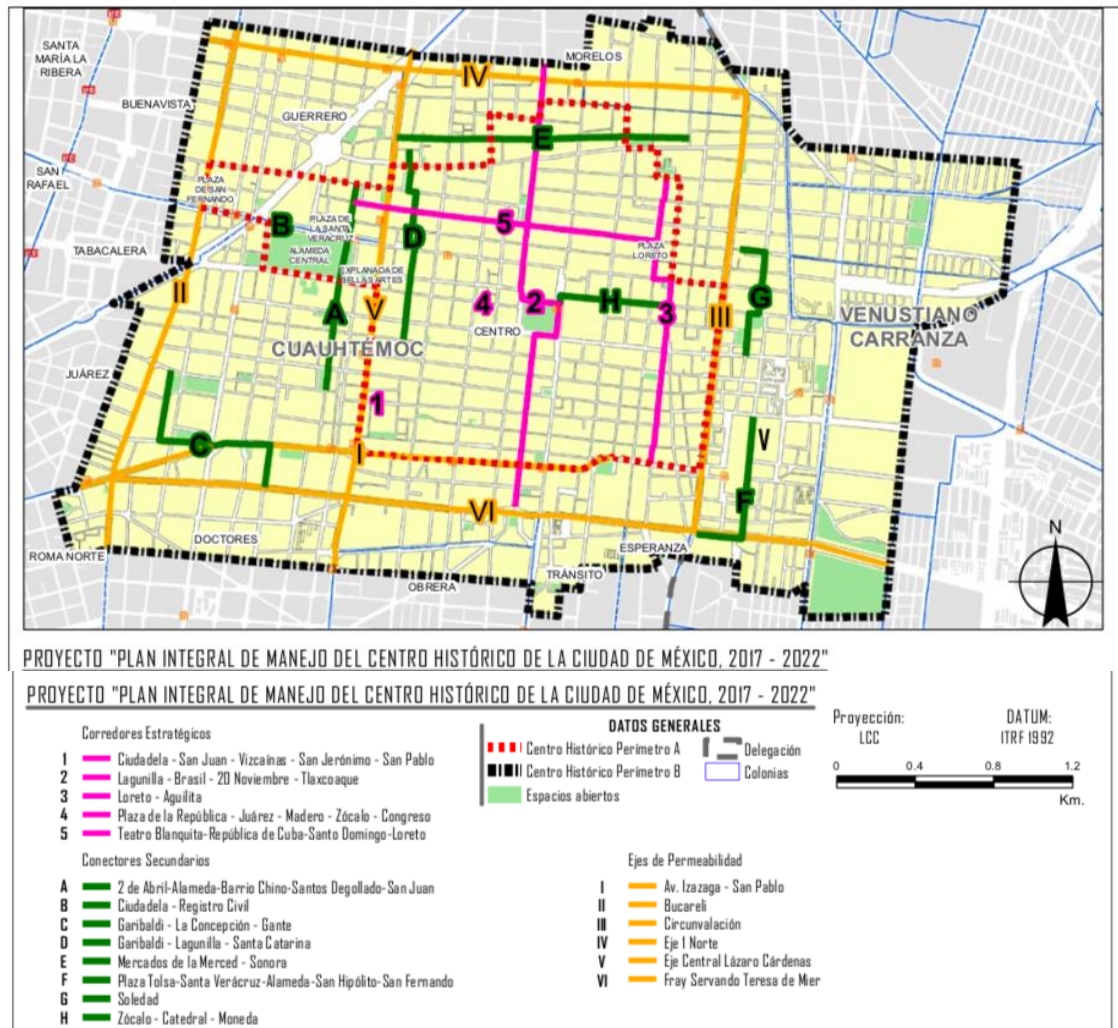 SANTA
MARÍA LA
RIBERA
MORELOS
IV
BUENAVISTA
GUERRERO
E
SAN
RAFAEL
PLAZA
DE SAN
FERNANDO
B
PLAZA DE
LA SANTA
VERACRUZ
5
D
TABACALERA
ALAMEDA
CENTRAL
PLAZA
LORETO
EXPLANADA DE
BELLAS ARTES
II
A
V
4
2
H
3
III
G
CENTRO
VENUSTIANO
CARRANZA
CUAUHTÉMOC
JUÁREZ
1
C
I
V
F
VI
DOCTORES
ROMA NORTE
ESPERANZA
TRÁNSITO
OBRERA
N
PROYECTO "PLAN INTEGRAL DE MANEJO DEL CENTRO HISTÓRICO DE LA CIUDAD DE MÉXICO, 2017 - 2022"
PROYECTO "PLAN INTEGRAL DE MANEJO DEL CENTRO HISTÓRICO DE LA CIUDAD DE MÉXICO, 2017 - 2022"
Corredores Estratégicos
1 Ciudadela - San Juan - Vizcaínas - San Jerónimo - San Pablo
2 Lagunilla - Brasil - 20 Noviembre - Tlaxcoaque
3 Loreto - Aguilita
4 Plaza de la República - Juárez - Madero - Zócalo - Congreso
5 Teatro Blanquita-República de Cuba-Santo Domingo-Loreto
DATOS GENERALES
Centro Histórico Perímetro A
Delegación
Centro Histórico Perímetro B
Colonias
Espacios abiertos
Proyección:
LCC
DATUM:
ITRF 1992
0 0.4 0.8 1.2
Km.
Conectores Secundarios
A 2 de Abril-Alameda-Barrio Chino-Santos Degollado-San Juan
B Ciudadela - Registro Civil
C Garibaldi - La Concepción - Gante
D Garibaldi - Lagunilla - Santa Catarina
E Mercados de la Merced - Sonora
F Plaza Tolsa-Santa Verácruz-Alameda-San Hipólito-San Fernando
G Soledad
H Zócalo - Catedral - Moneda
Ejes de Permeabilidad
I Av. Izazaga - San Pablo
II Bucareli
III Circunvalación
IV Eje 1 Norte
V Eje Central Lázaro Cárdenas
VI Fray Servando Teresa de Mier